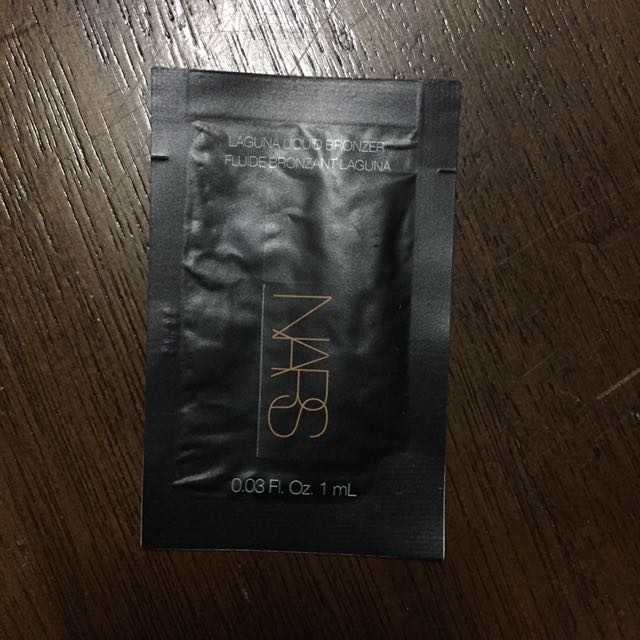 LAGUNA LIQUID BRONZER
FLUIDE BRONZANT LAGUNA
NARS
0.03 Fl. Oz. 1 mL